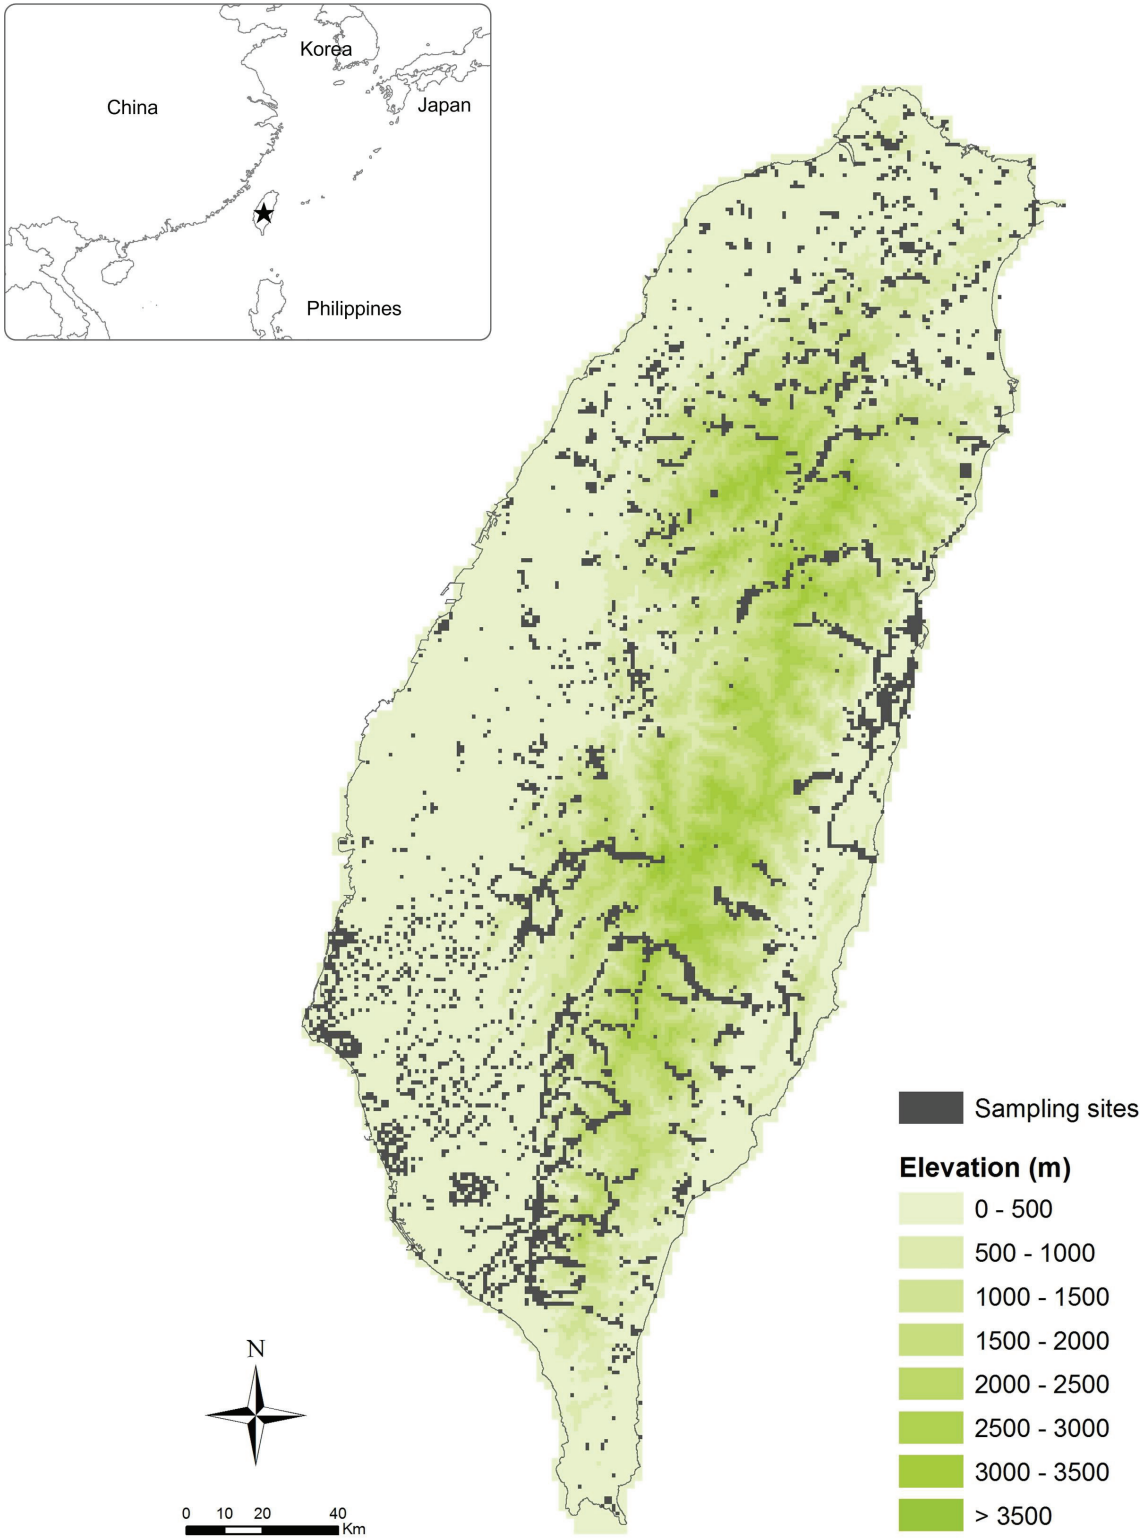 Korea
China
Japan
Philippines
Sampling sites
Elevation (m)
0 - 500
500 - 1000
1000 - 1500
1500 - 2000
2000 - 2500
2500 - 3000
3000 - 3500
> 3500
N
0 10 20 40
Km